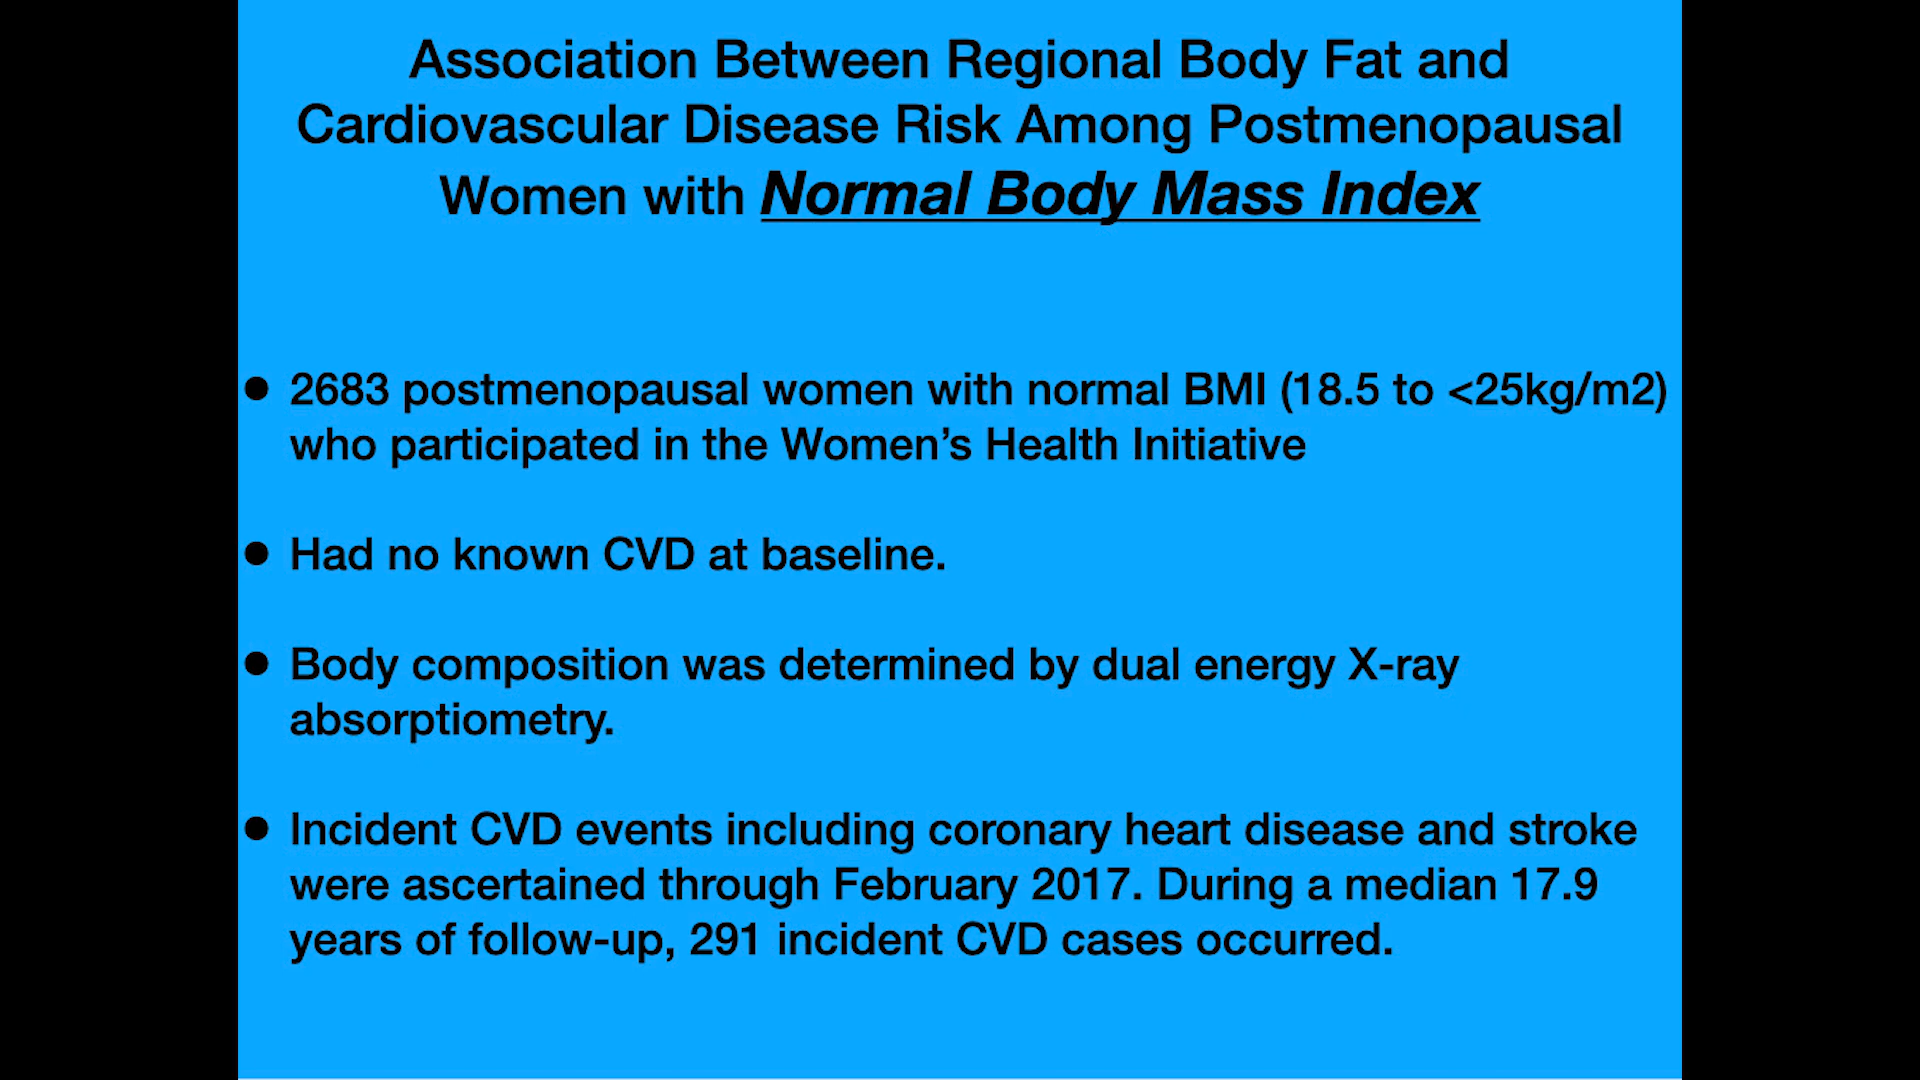 Association Between Regional Body Fat and
Cardiovascular Disease Risk Among Postmenopausal
Women with Normal Body Mass Index
● 2683 postmenopausal women with normal BMI (18.5 to <25kg/m2)
who participated in the Women’s Health Initiative
● Had no known CVD at baseline.
● Body composition was determined by dual energy X-ray
absorptiometry.
● Incident CVD events including coronary heart disease and stroke
were ascertained through February 2017. During a median 17.9
years of follow-up, 291 incident CVD cases occurred.